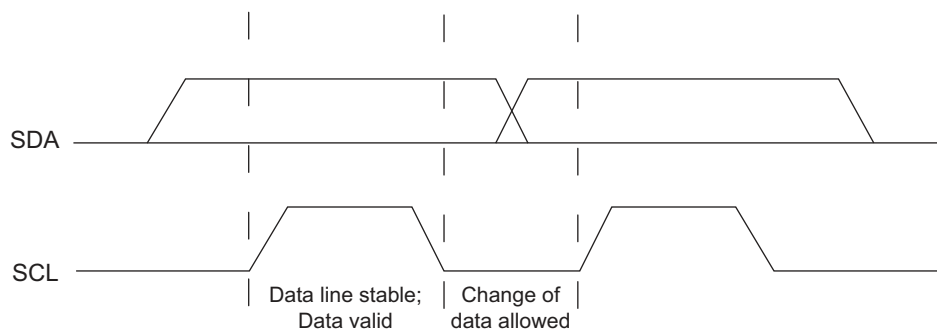 SDA
SCL
Data line stable;
Data valid
Change of
data allowed